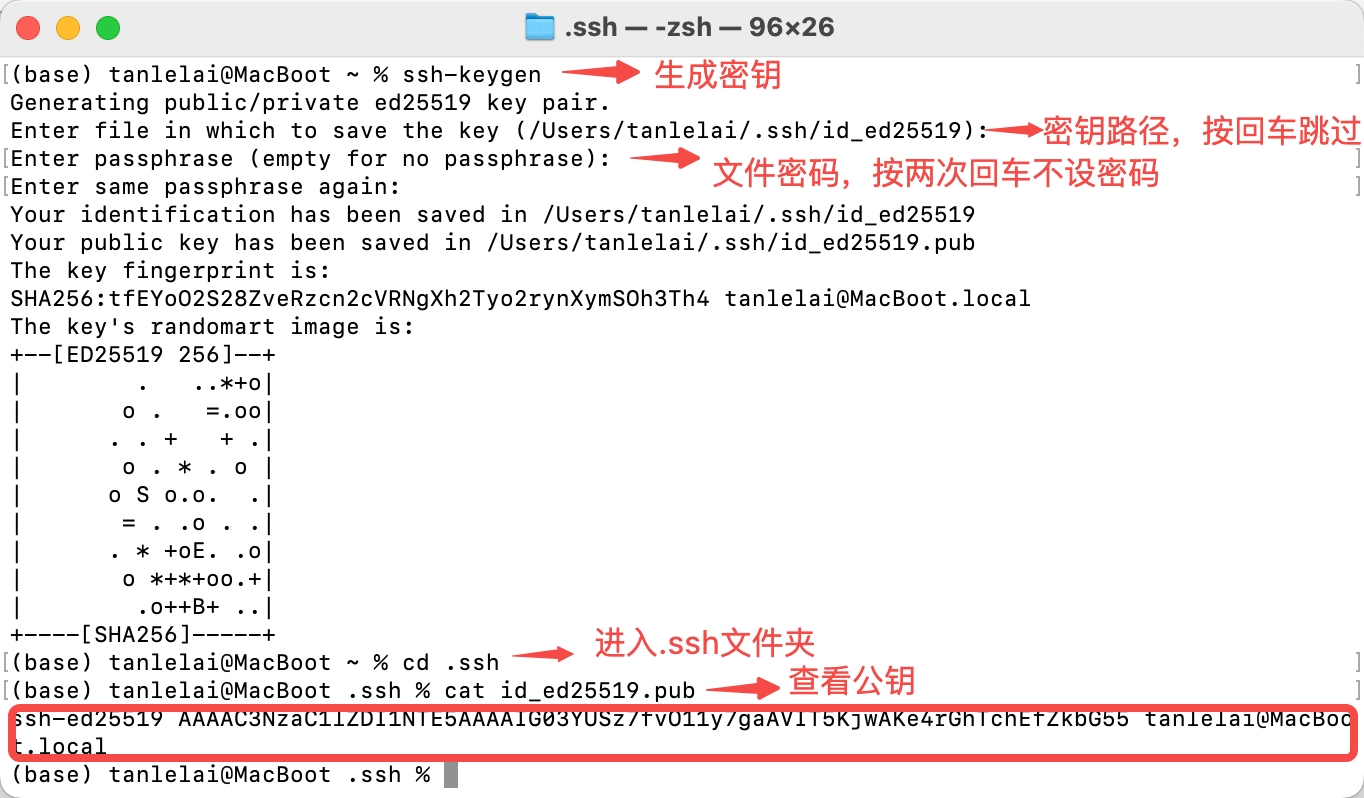 .ssh — -zsh — 96×26
[(base) tanlelai@MacBoot ~ % ssh-keygen 生成密钥 ]
Generating public/private ed25519 key pair.
Enter file in which to save the key (/Users/tanlelai/.ssh/id_ed25519): 密钥路径，按回车跳过
[Enter passphrase (empty for no passphrase): 文件密码，按两次回车不设密码 ]
[Enter same passphrase again: ]
Your identification has been saved in /Users/tanlelai/.ssh/id_ed25519
Your public key has been saved in /Users/tanlelai/.ssh/id_ed25519.pub
The key fingerprint is:
SHA256:tfEYoO2S28ZveRzcn2cVRNgXh2Tyo2rynXymSOh3Th4 tanlelai@MacBoot.local
The key's randomart image is:
+--[ED25519 256]--+
|        .   ..*+o|
|       o .   =.oo|
|      . . +   + .|
|       o . * . o |
|      o S o.o.  .|
|       = . .o . .|
|      . * +oE. .o|
|       o *+*+oo.+|
|        .o++B+ ..|
+----[SHA256]-----+
[(base) tanlelai@MacBoot ~ % cd .ssh 进入.ssh文件夹 ]
[(base) tanlelai@MacBoot .ssh % cat id_ed25519.pub 查看公钥 ]
ssh-ed25519 tanlelai@MacBoo
t.local
(base) tanlelai@MacBoot .ssh %